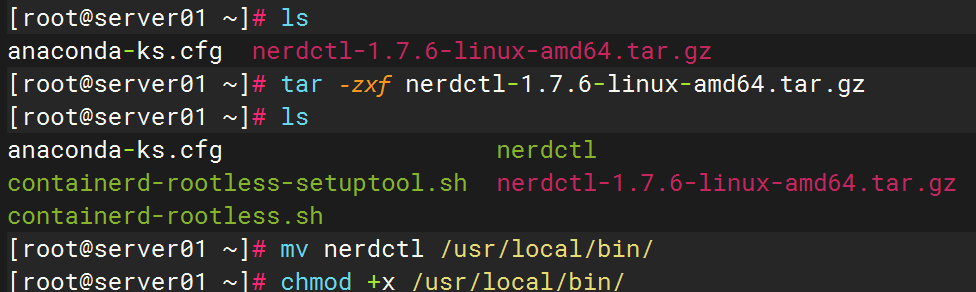 [root@server01 ~]# ls
anaconda-ks.cfg  nerdctl-1.7.6-linux-amd64.tar.gz
[root@server01 ~]# tar -zxf nerdctl-1.7.6-linux-amd64.tar.gz
[root@server01 ~]# ls
anaconda-ks.cfg                  nerdctl
containerd-rootless-setuptool.sh  nerdctl-1.7.6-linux-amd64.tar.gz
containerd-rootless.sh
[root@server01 ~]# mv nerdctl /usr/local/bin/
[root@server01 ~]# chmod +x /usr/local/bin/